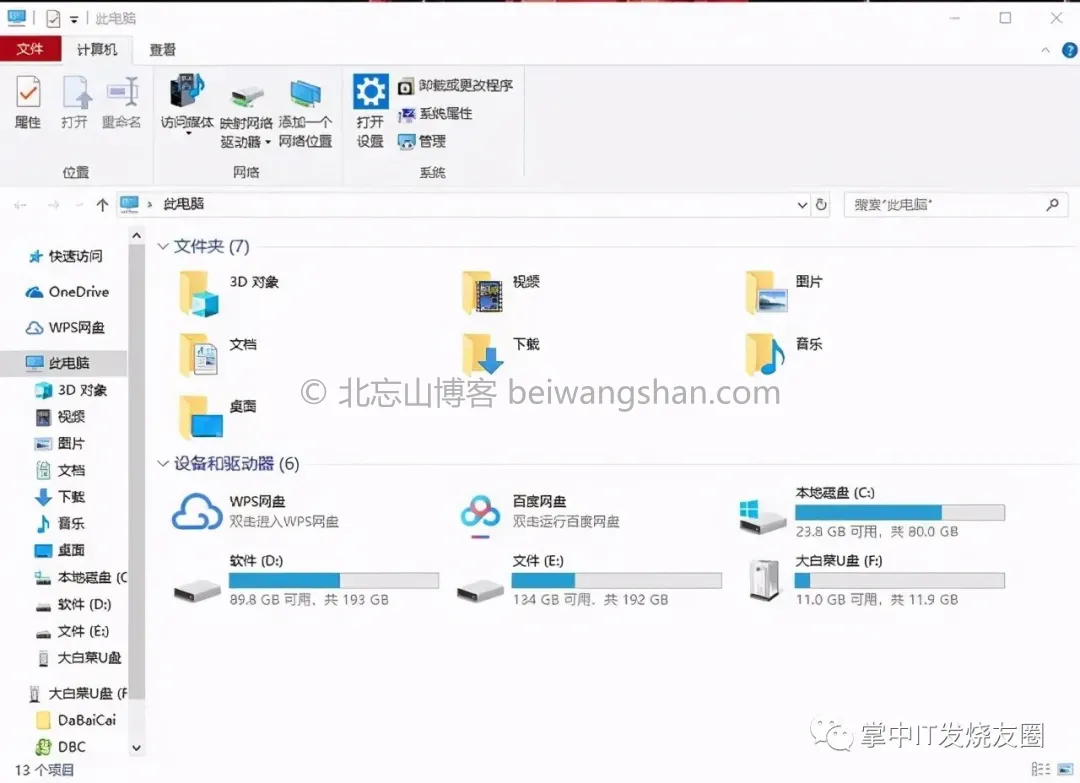 此电脑
文件 计算机 查看
属性 打开 重命名 访问媒体 映射网络驱动器 添加一个网络位置 打开设置 卸载或更改程序
系统属性
管理
位置 网络 系统
此电脑 搜索"此电脑"
快速访问
OneDrive
WPS网盘
此电脑
3D 对象
视频
图片
文档
下载
音乐
桌面
本地磁盘 (C
软件 (D:)
文件 (E:)
大白菜U盘
大白菜U盘 (F
DaBaiCai
DBC
文件夹 (7)
3D 对象 视频 图片
文档 下载 音乐
© 北忘山博客 beiwangshan.com
桌面
设备和驱动器 (6)
WPS网盘
双击进入WPS网盘
百度网盘
双击运行百度网盘
本地磁盘 (C:)
23.8 GB 可用，共 80.0 GB
软件 (D:)
89.8 GB 可用，共 193 GB
文件 (E:)
134 GB 可用，共 192 GB
大白菜U盘 (F:)
11.0 GB 可用，共 11.9 GB
掌中IT发烧友圈
13 个项目